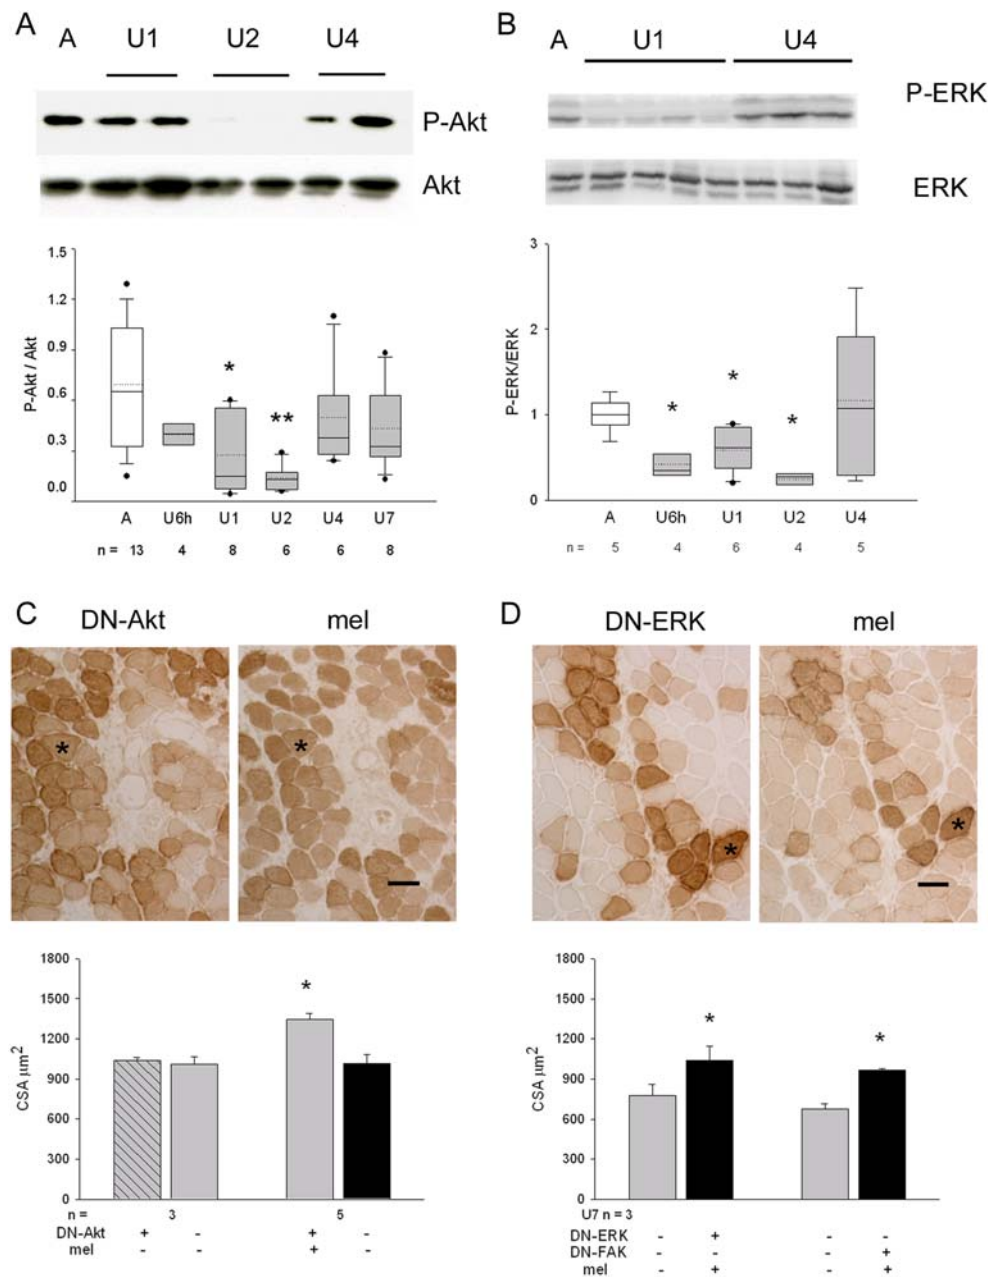 A
A U1 U2 U4
P-Akt
Akt
1.5
1.2
0.9
0.6
0.3
0.0
P-Akt / Akt
* **
A U6h U1 U2 U4 U7
n = 13 4 8 6 6 8
B
A U1 U4
P-ERK
ERK
3
2
1
0
P-ERK/ERK
* * *
A U6h U1 U2 U4
n = 5 4 6 4 5
C
DN-Akt mel
* *
1800
1500
1200
900
600
300
0
CSA µm2
*
n = 3 5
DN-Akt + - + -
mel - - + -
D
DN-ERK mel
* *
1800
1500
1200
900
600
300
0
CSA µm2
* *
U7 n = 3
DN-ERK - + - -
DN-FAK - - - +
mel - + - +